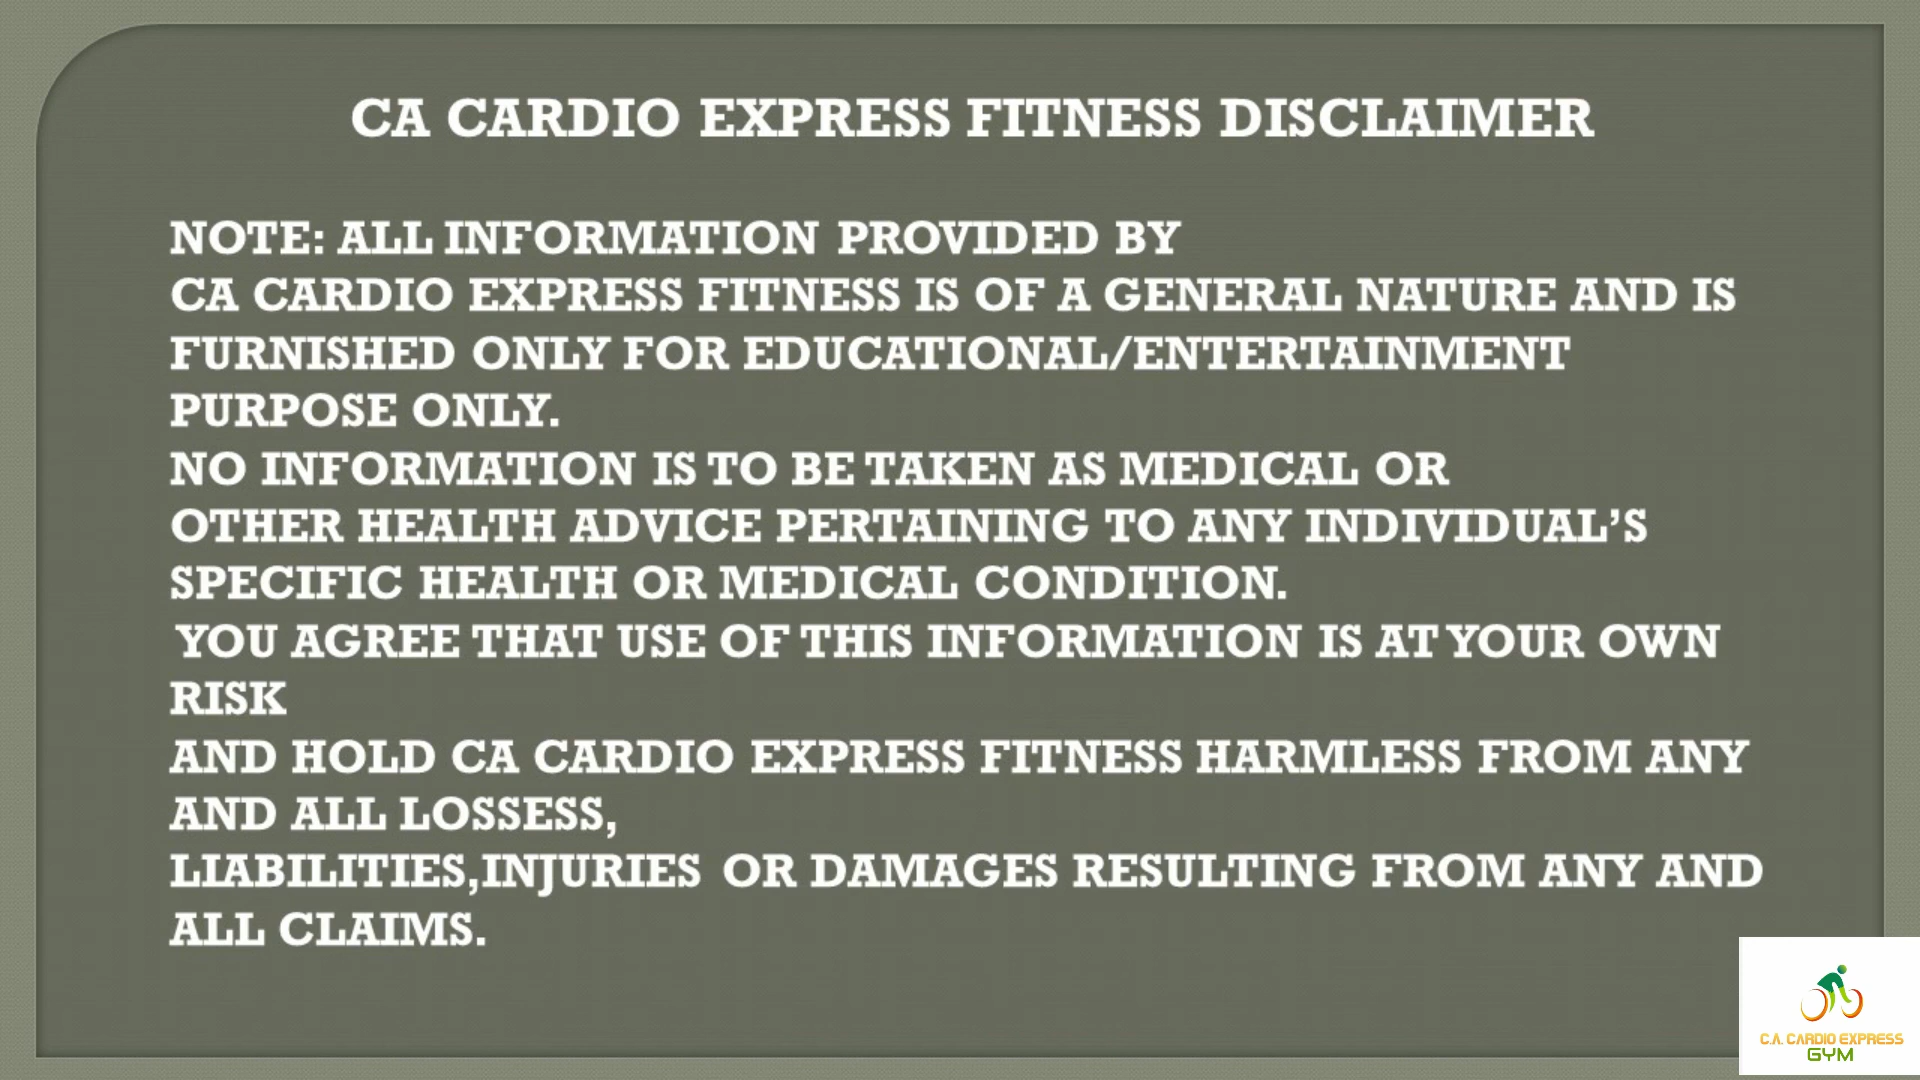 CA CARDIO EXPRESS FITNESS DISCLAIMER
NOTE: ALL INFORMATION PROVIDED BY
CA CARDIO EXPRESS FITNESS IS OF A GENERAL NATURE AND IS
FURNISHED ONLY FOR EDUCATIONAL/ENTERTAINMENT
PURPOSE ONLY.
NO INFORMATION IS TO BE TAKEN AS MEDICAL OR
OTHER HEALTH ADVICE PERTAINING TO ANY INDIVIDUAL’S
SPECIFIC HEALTH OR MEDICAL CONDITION.
YOU AGREE THAT USE OF THIS INFORMATION IS AT YOUR OWN
RISK
AND HOLD CA CARDIO EXPRESS FITNESS HARMLESS FROM ANY
AND ALL LOSSESS,
LIABILITIES,INJURIES OR DAMAGES RESULTING FROM ANY AND
ALL CLAIMS.
C.A. CARDIO EXPRESS
GYM